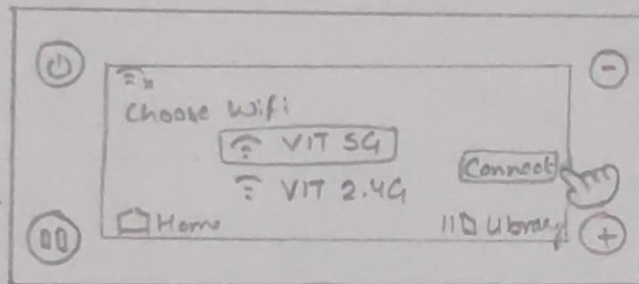 Choose Wifi
VIT 5G
Connect
VIT 2.4G
Home
Library